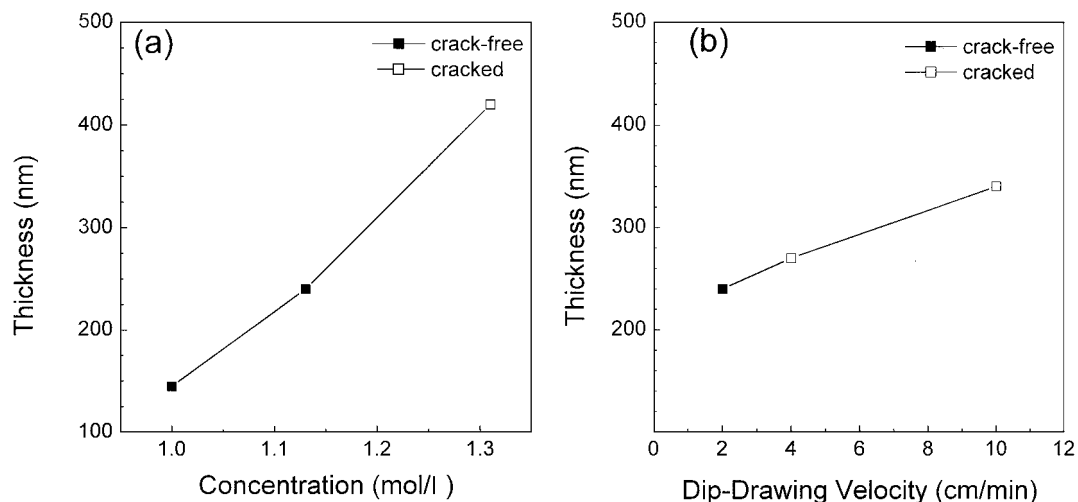 (a)
crack-free
cracked
500
400
300
200
100
1.0
1.1
1.2
1.3
Thickness (nm)
Concentration (mol/l )
(b)
crack-free
cracked
500
400
300
200
0
2
4
6
8
10
12
Thickness (nm)
Dip-Drawing Velocity (cm/min)